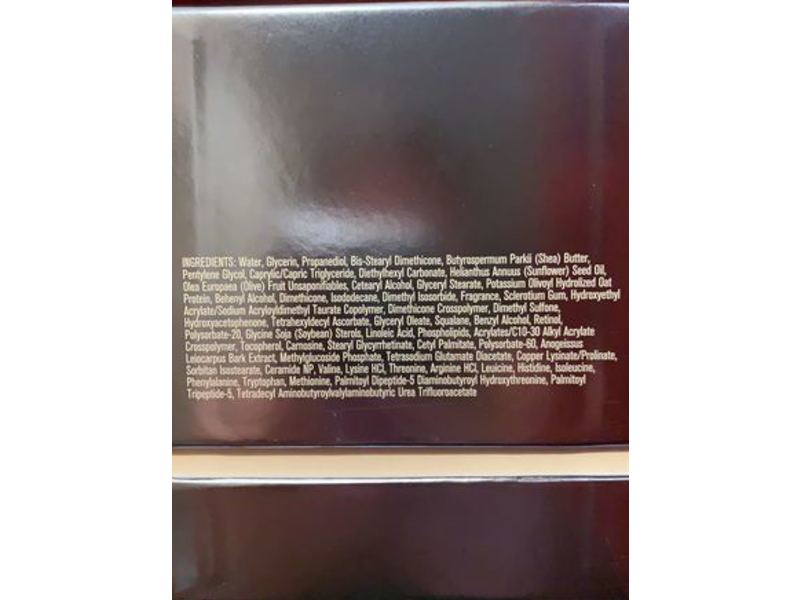 INGREDIENTS: Water, Glycerin, Propanediol, Bis-Stearyl Dimethicone, Butyrospermum Parkii (Shea) Butter,
Pentylene Glycol, Caprylic/Capric Triglyceride, Diethylhexyl Carbonate, Helianthus Annuus (Sunflower) Seed Oil,
Olea Europaea (Olive) Fruit Unsaponifiables, Cetearyl Alcohol, Glyceryl Stearate, Potassium Olivoyl Hydrolized Oat
Protein, Behenyl Alcohol, Dimethicone, Isododecane, Dimethyl Isosorbide, Fragrance, Sclerotium Gum, Hydroxyethyl
Acrylate/Sodium Acryloyldimethyl Taurate Copolymer, Dimethicone Crosspolymer, Dimethyl Sulfone,
Hydroxyacetophenone, Tetrahexyldecyl Ascorbate, Glyceryl Oleate, Squalane, Benzyl Alcohol, Retinol,
Polysorbate-20, Glycine Soja (Soybean) Sterols, Linoleic Acid, Phospholipids, Acrylates/C10-30 Alkyl Acrylate
Crosspolymer, Tocopherol, Carnosine, Stearyl Glycyrrhetinate, Cetyl Palmitate, Polysorbate-60, Anogeissus
Leiocarpus Bark Extract, Methylglucoside Phosphate, Tetrasodium Glutamate Diacetate, Copper Lysinate/Prolinate,
Sorbitan Isostearate, Ceramide NP, Valine, Lysine HCl, Threonine, Arginine HCl, Leuicine, Histidine, Isoleucine,
Phenylalanine, Tryptophan, Methionine, Palmitoyl Dipeptide-5 Diaminobutyroyl Hydroxythreonine, Palmitoyl
Tripeptide-5, Tetradecyl Aminobutyroylvalylaminobutyric Urea Trifluoroacetate